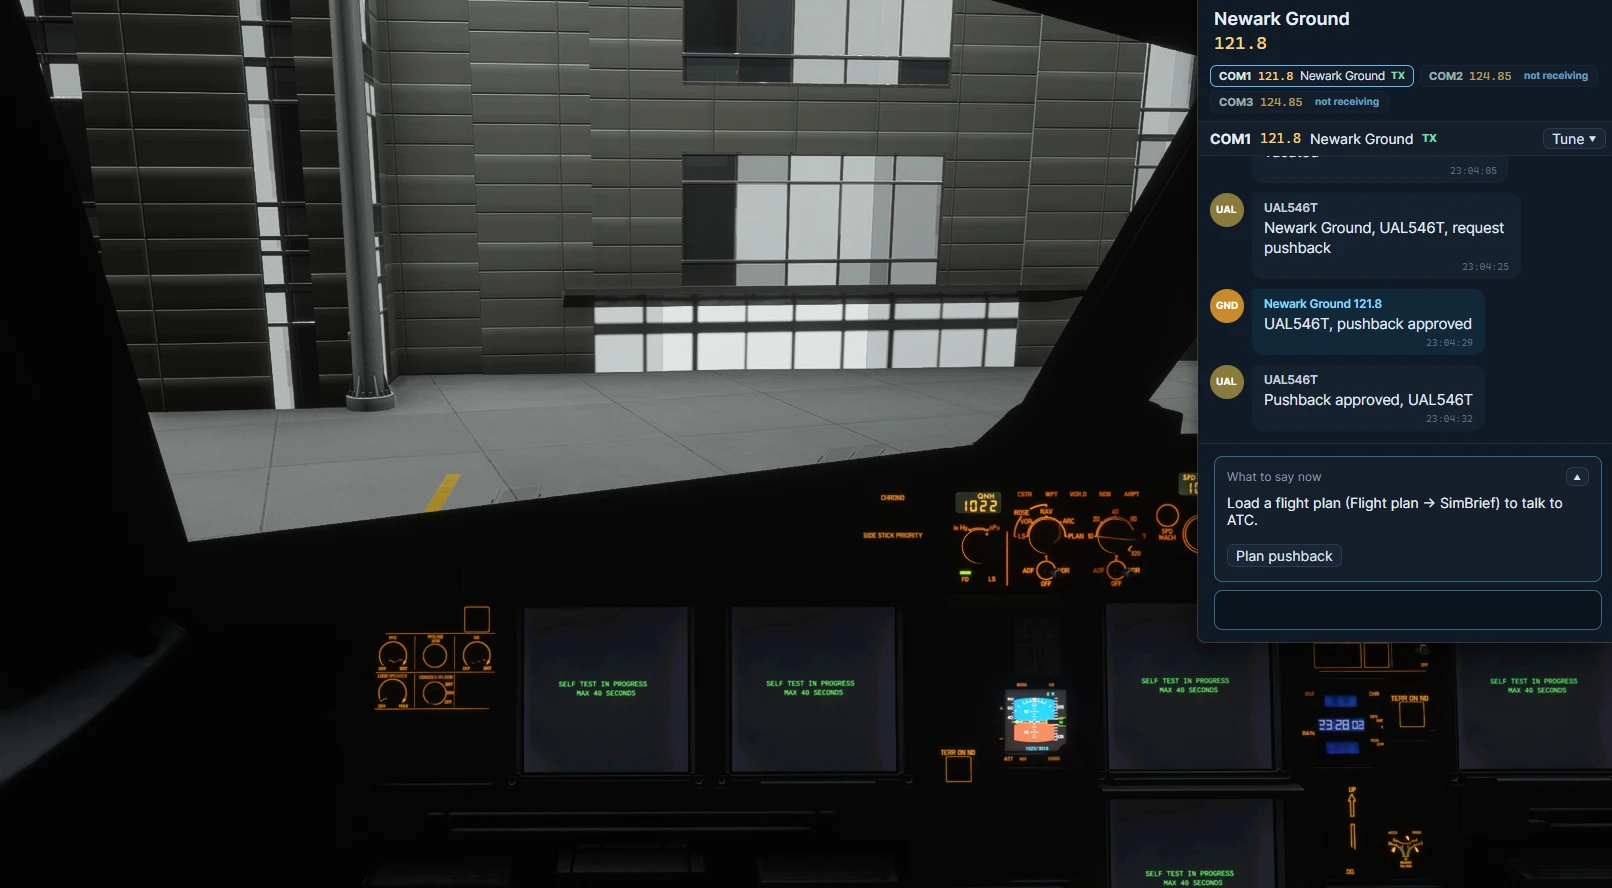 Newark Ground
121.8
COM1 121.8 Newark Ground TX
COM2 124.85 not receiving
COM3 124.85 not receiving
COM1 121.8 Newark Ground TX
Tune ▾
23:04:05
UAL
UAL546T
Newark Ground, UAL546T, request
pushback
23:04:25
GND
Newark Ground 121.8
UAL546T, pushback approved
23:04:29
UAL
UAL546T
Pushback approved, UAL546T
23:04:32
What to say now
▲
Load a flight plan (Flight plan → SimBrief) to talk to
ATC.
Plan pushback
CHRONO
SIDE STICK PRIORITY
QNH
1022
in Hg
hPa
FD
LS
CSTR WPT VOR.D NDB ARPT
ROSE
NAV
VOR
ARC
LS
PLAN
ADF
VOR
OFF
ADF
OFF
SPD
MACH
SPD
SELF TEST IN PROGRESS
MAX 40 SECONDS
SELF TEST IN PROGRESS
MAX 40 SECONDS
SELF TEST IN PROGRESS
MAX 40 SECONDS
SELF TEST IN PROGRESS
MAX 40 SECONDS
SELF TEST IN PROGRESS
MAX 40 SECONDS
TERR ON ND
TERR ON ND
23:28 03
UP